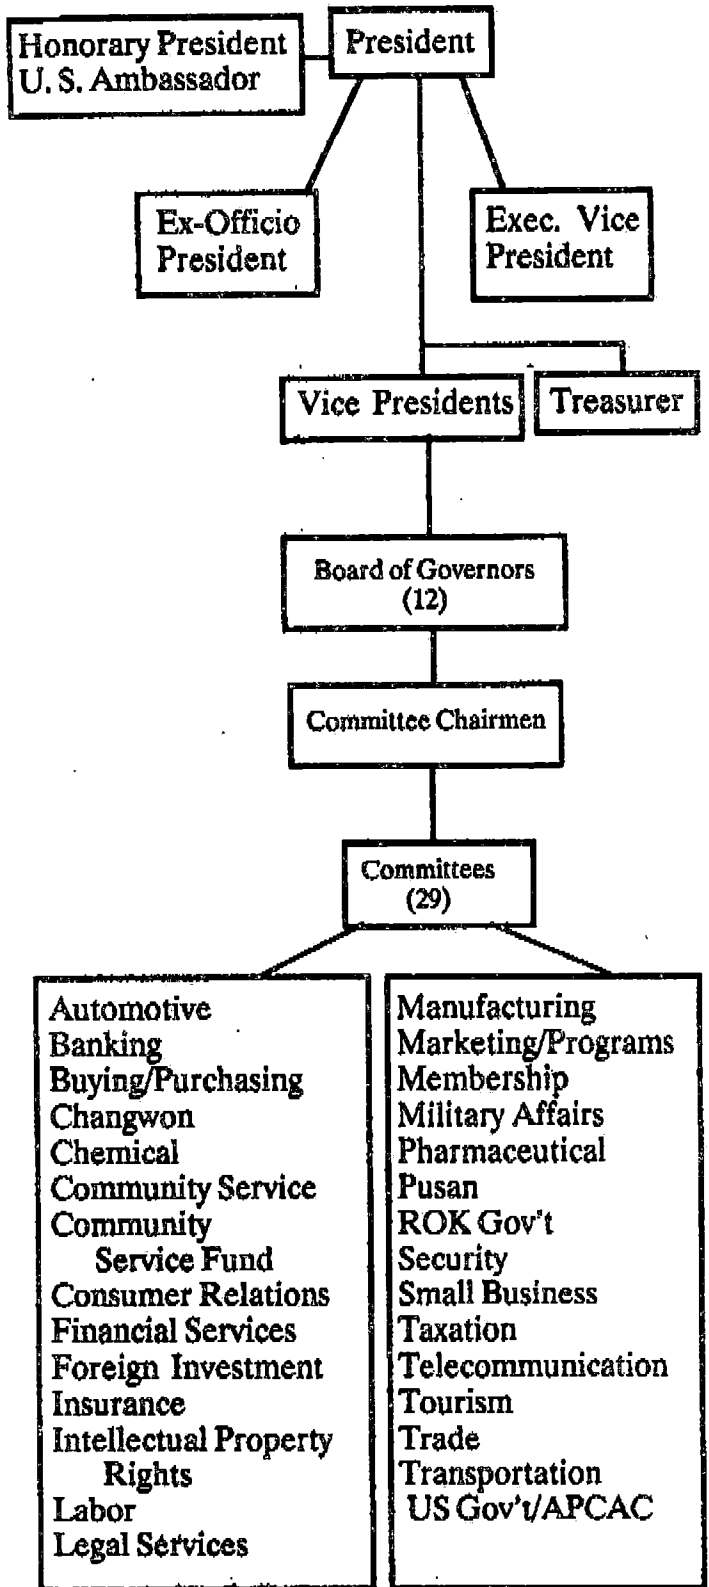 Honorary President
U. S. Ambassador
President
Ex-Officio
President
Exec. Vice
President
Vice Presidents
Treasurer
Board of Governors
(12)
Committee Chairmen
Committees
(29)
Automotive
Banking
Buying/Purchasing
Changwon
Chemical
Community Service
Community
Service Fund
Consumer Relations
Financial Services
Foreign Investment
Insurance
Intellectual Property
Rights
Labor
Legal Services
Manufacturing
Marketing/Programs
Membership
Military Affairs
Pharmaceutical
Pusan
ROK Gov't
Security
Small Business
Taxation
Telecommunication
Tourism
Trade
Transportation
US Gov't/APCAC